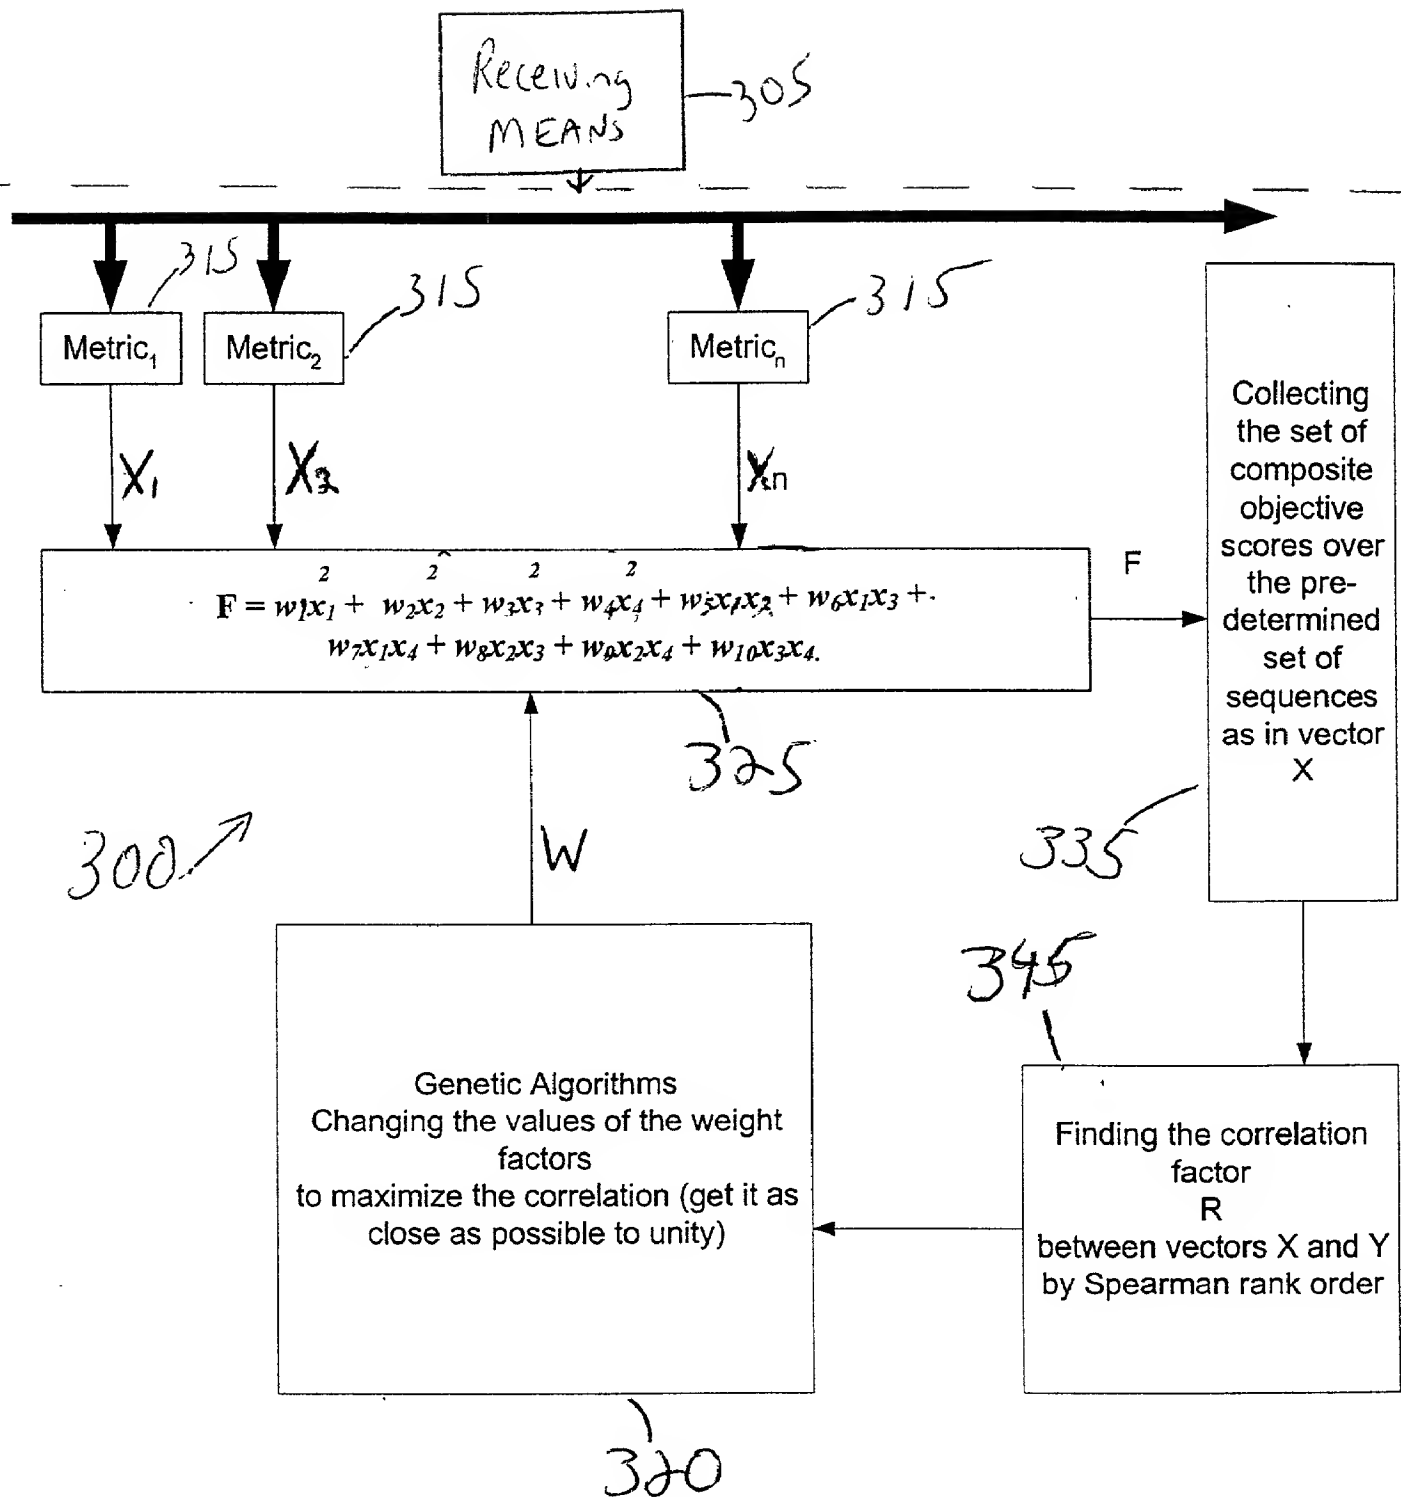 Receiving
MEANS
305
315
315
315
Metric1
Metric2
Metricn
X1
X2
Xn
2 2 2 2
F = w1x1 + w2x2 + w3x3 + w4x4 + w5x1x2 + w6x1x3 +
w7x1x4 + w8x2x3 + w9x2x4 + w10x3x4.
F
Collecting
the set of
composite
objective
scores over
the pre-
determined
set of
sequences
as in vector
X
325
335
300
W
345
Genetic Algorithms
Changing the values of the weight
factors
to maximize the correlation (get it as
close as possible to unity)
Finding the correlation
factor
R
between vectors X and Y
by Spearman rank order
320